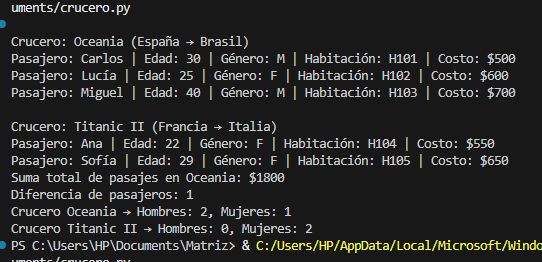 uments/crucero.py
Crucero: Oceania (España → Brasil)
Pasajero: Carlos | Edad: 30 | Género: M | Habitación: H101 | Costo: $500
Pasajero: Lucía | Edad: 25 | Género: F | Habitación: H102 | Costo: $600
Pasajero: Miguel | Edad: 40 | Género: M | Habitación: H103 | Costo: $700
Crucero: Titanic II (Francia → Italia)
Pasajero: Ana | Edad: 22 | Género: F | Habitación: H104 | Costo: $550
Pasajero: Sofía | Edad: 29 | Género: F | Habitación: H105 | Costo: $650
Suma total de pasajes en Oceania: $1800
Diferencia de pasajeros: 1
Crucero Oceania → Hombres: 2, Mujeres: 1
Crucero Titanic II → Hombres: 0, Mujeres: 2
PS C:\Users\HP\Documents\Matriz> & C:/Users/HP/AppData/Local/Microsoft/Windo
uments/crucero.py